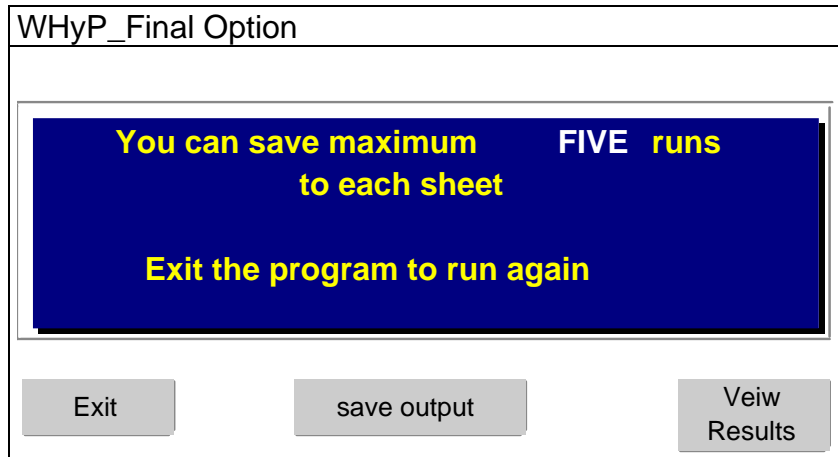 WHyP_Final Option
You can save maximum FIVE runs
to each sheet
Exit the program to run again
Exit
save output
Veiw
Results